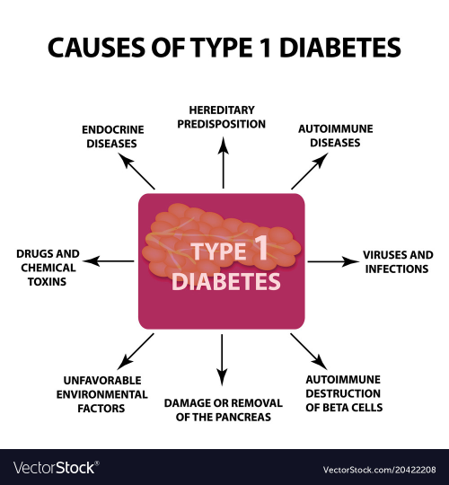 CAUSES OF TYPE 1 DIABETES
HEREDITARY
PREDISPOSITION
ENDOCRINE
DISEASES
AUTOIMMUNE
DISEASES
DRUGS AND
CHEMICAL
TOXINS
TYPE 1
DIABETES
VIRUSES AND
INFECTIONS
UNFAVORABLE
ENVIRONMENTAL
FACTORS
DAMAGE OR REMOVAL
OF THE PANCREAS
AUTOIMMUNE
DESTRUCTION
OF BETA CELLS
VectorStock®
VectorStock.com/20422208